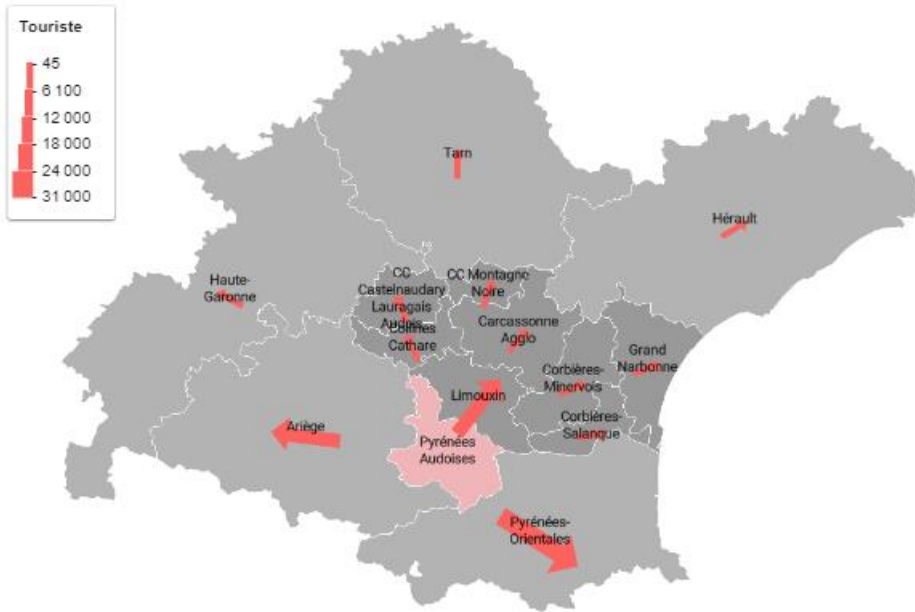 Touriste
45
6 100
12 000
18 000
24 000
31 000
Tarn
Hérault
Haute-
Garonne
CC
Castelnaudary
Lauragais
Audois
CC Montagne
Noire
Collines
Cathare
Carcassonne
Agglo
Grand
Narbonne
Corbières-
Minervois
Limouxin
Corbières-
Salanque
Ariège
Pyrénées
Audoises
Pyrénées-
Orientales